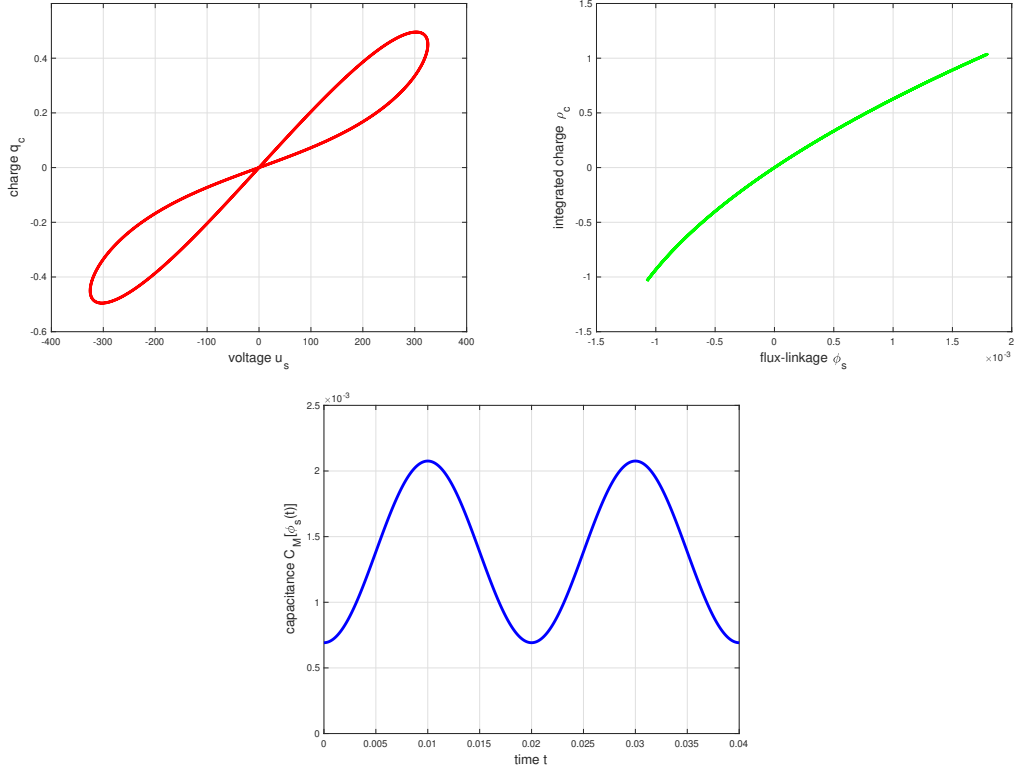 0.4
0.2
0
-0.2
-0.4
-0.6
-400 -300 -200 -100 0 100 200 300 400
charge q_c
voltage u_s
1.5
1
0.5
0
-0.5
-1
-1.5
-1.5 -1 -0.5 0 0.5 1 1.5 2
×10^-3
integrated charge ρ_c
flux-linkage ϕ_s
×10^-3
2.5
2
1.5
1
0.5
0
0 0.005 0.01 0.015 0.02 0.025 0.03 0.035 0.04
capacitance C_M[ϕ_s(t)]
time t